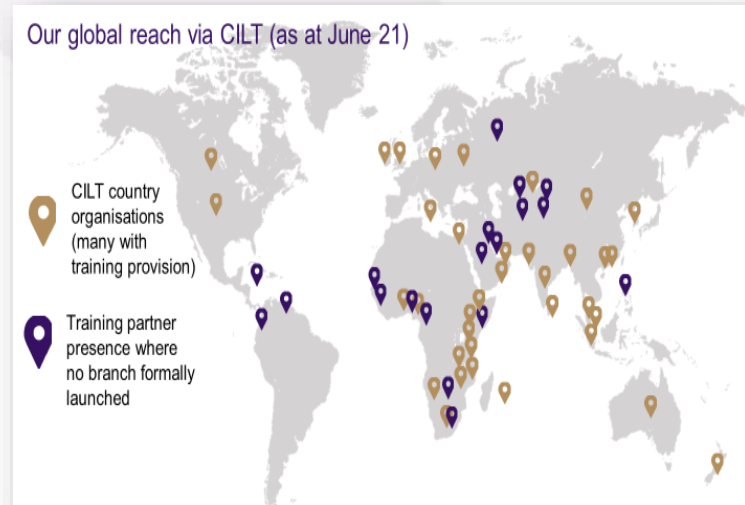 Our global reach via CILT (as at June 21)
CILT country
organisations
(many with
training provision)
Training partner
presence where
no branch formally
launched